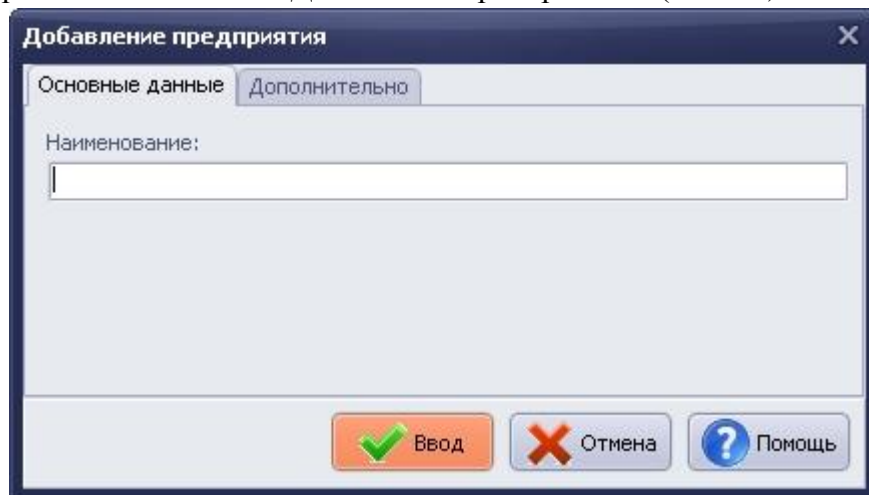 Добавление предприятия
Основные данные Дополнительно
Наименование:
Ввод Отмена Помощь